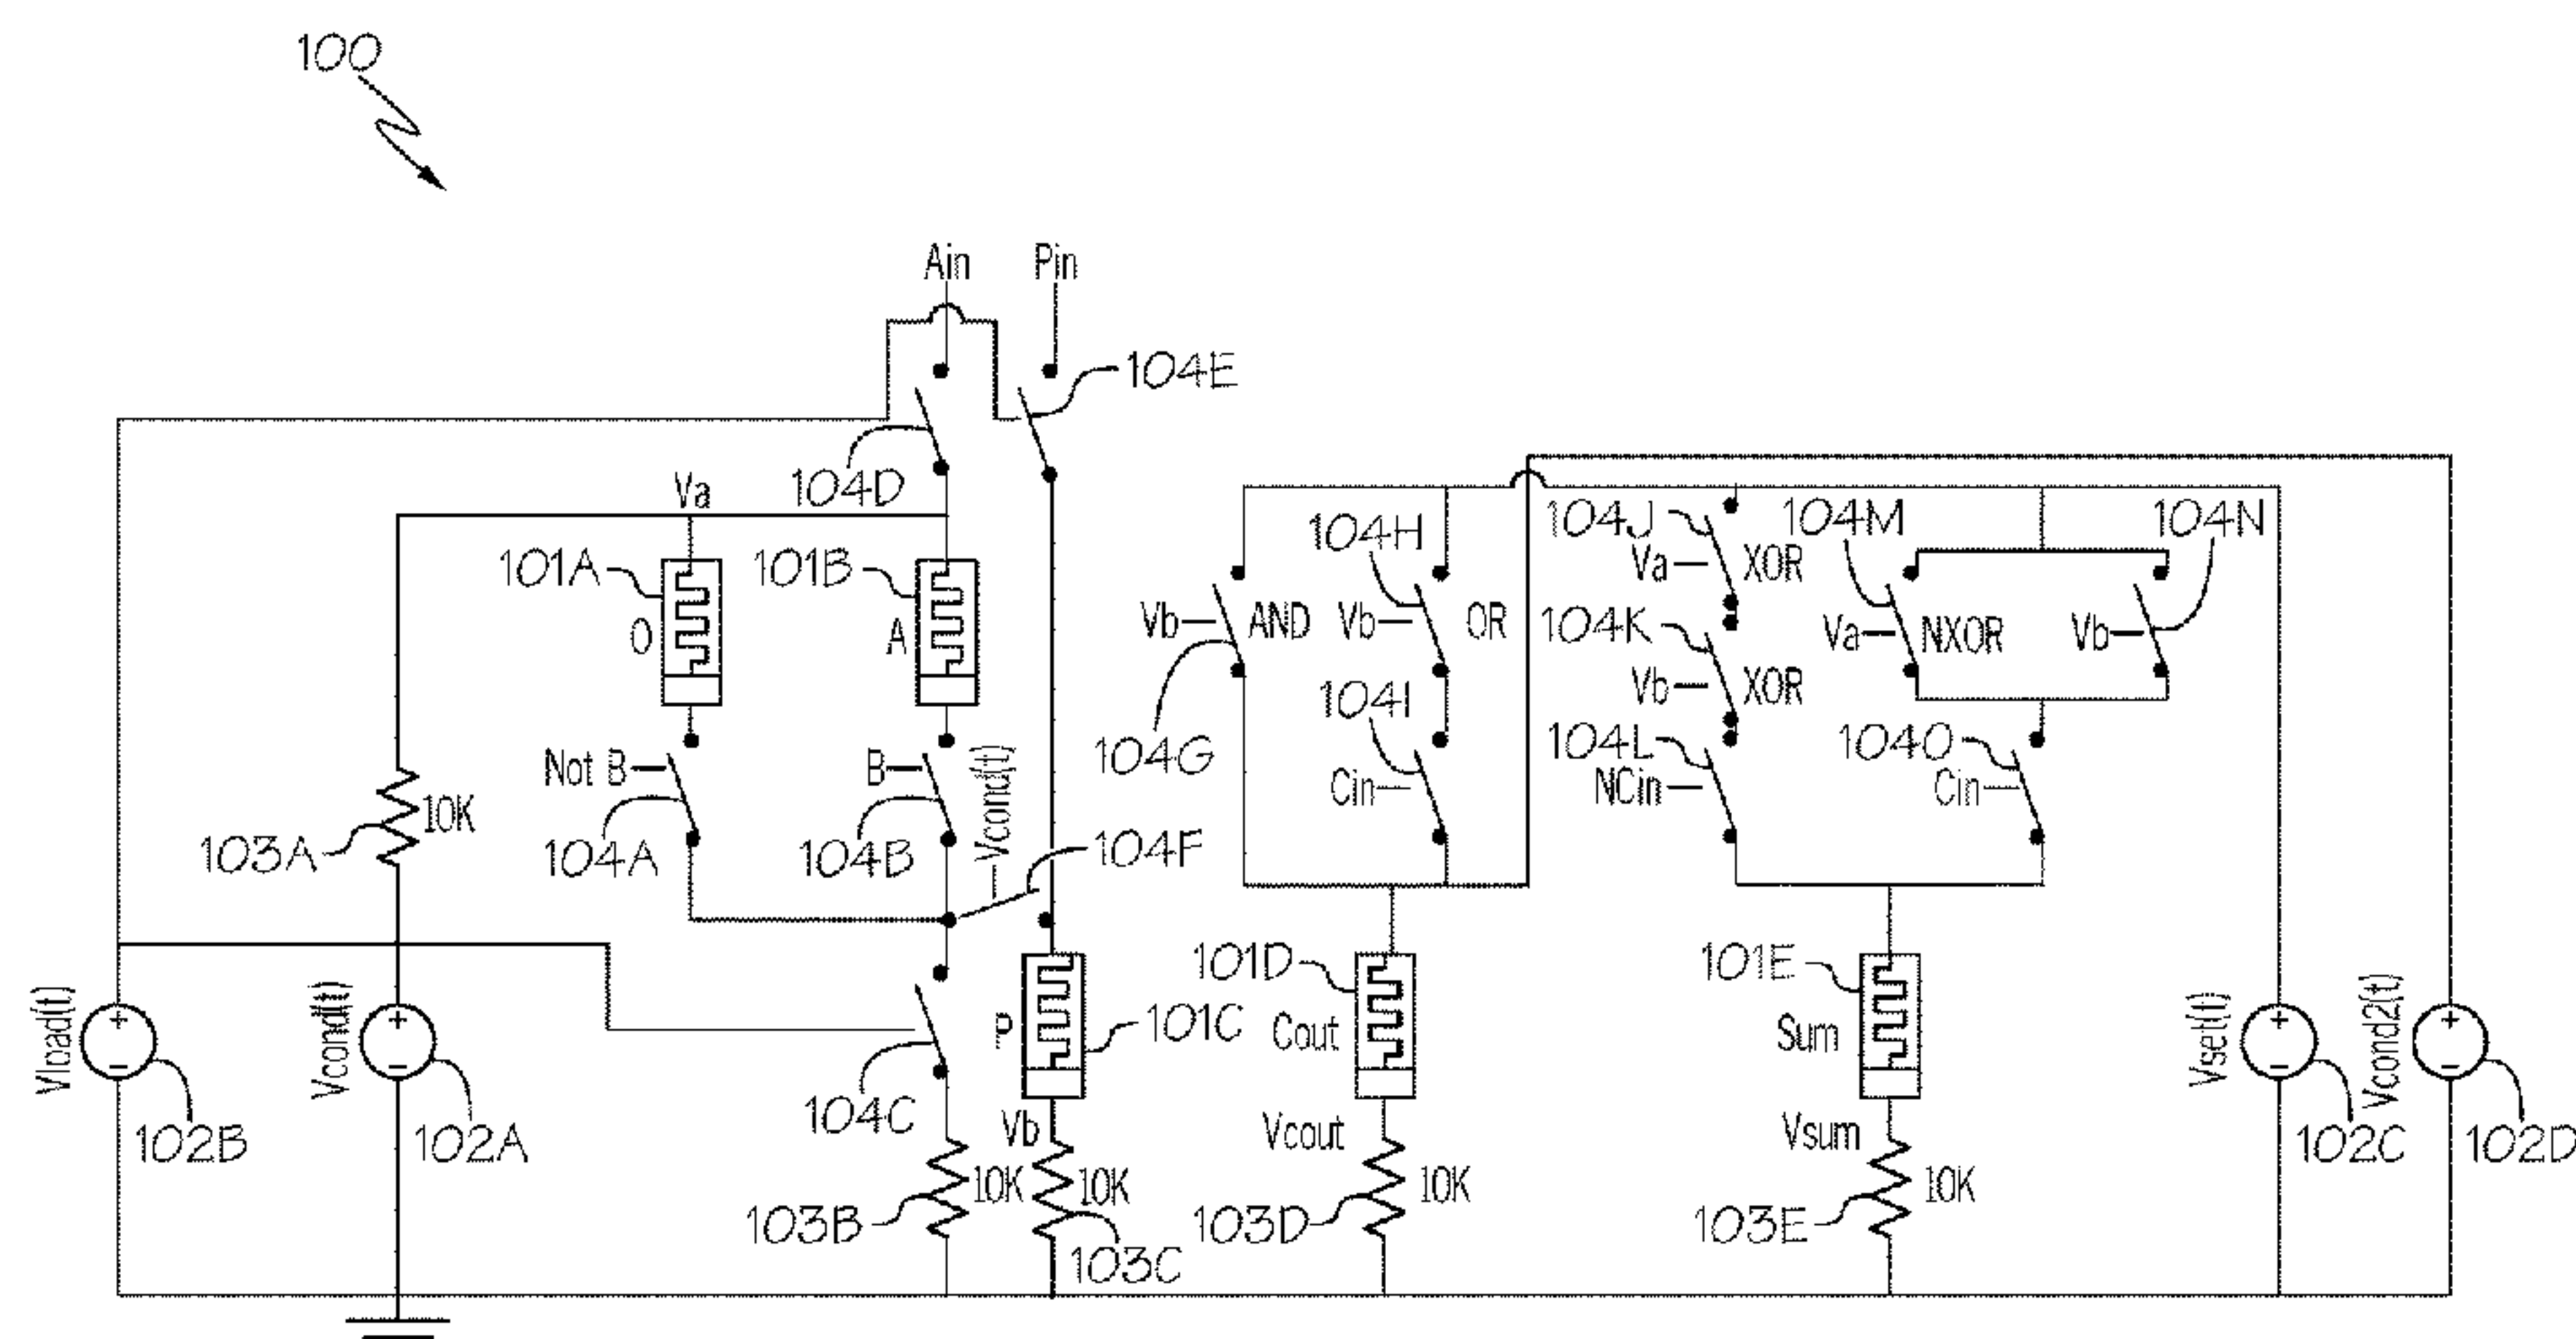 100
Ain
Pin
104E
104D
Va
101A
101B
O
A
10K
103A
Not B
B
104A
104B
Vcond(t)
104F
Vload(t)
102B
Vcond(t)
102A
104C
P
101C
Vb
10K
10K
103B
103C
Vb
AND
104G
104H
Vb
OR
104I
Cin
101D
Cout
Vcout
10K
103D
104J
Va
XOR
104K
Vb
XOR
104L
NCin
104M
Va
NXOR
104N
Vb
104O
Cin
101E
Sum
Vsum
10K
103E
Vset(t)
102C
Vcond2(t)
102D